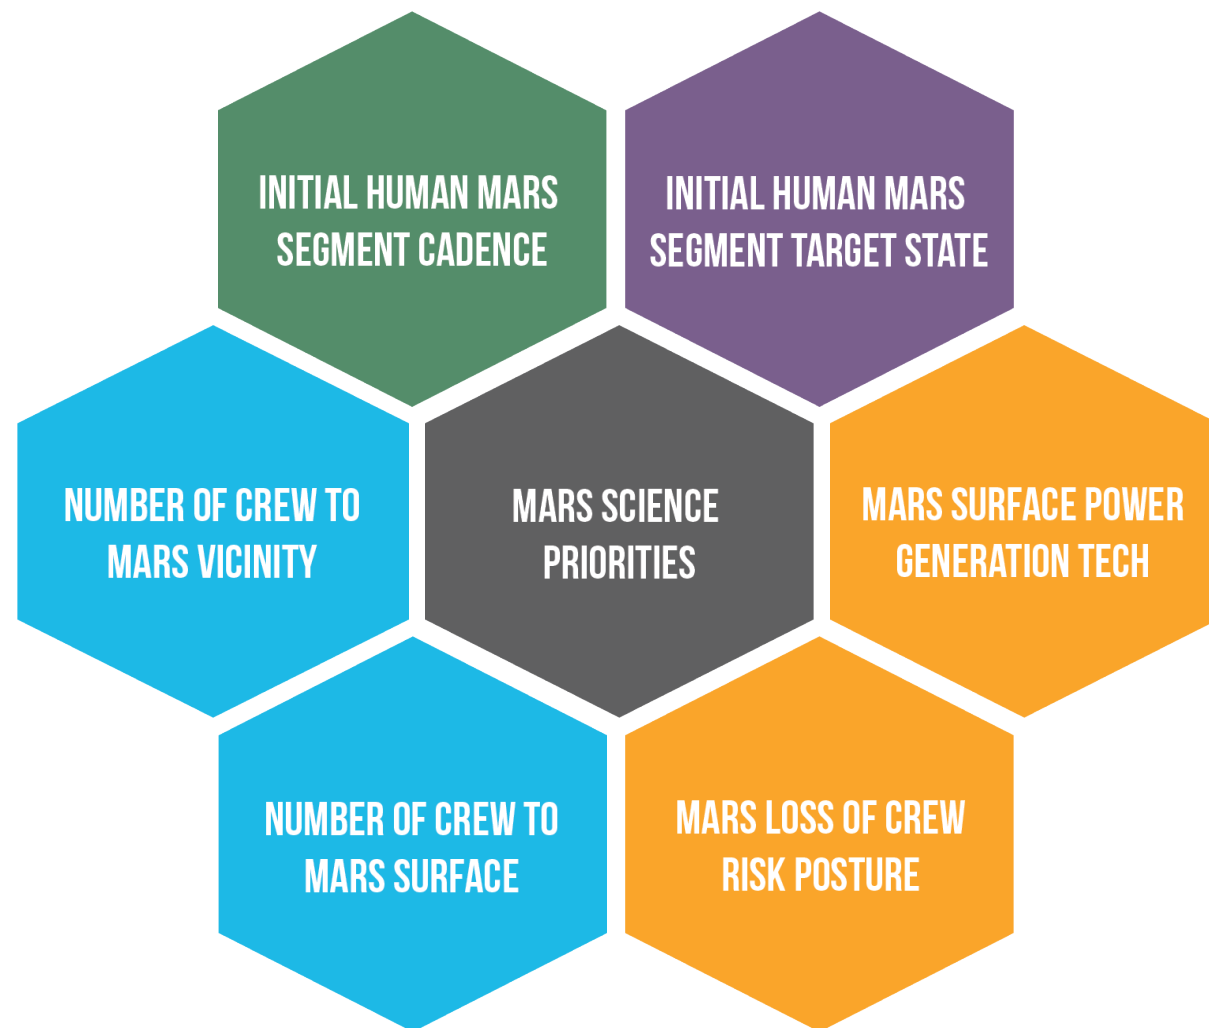 INITIAL HUMAN MARS
SEGMENT CADENCE
INITIAL HUMAN MARS
SEGMENT TARGET STATE
NUMBER OF CREW TO
MARS VICINITY
MARS SCIENCE
PRIORITIES
MARS SURFACE POWER
GENERATION TECH
NUMBER OF CREW TO
MARS SURFACE
MARS LOSS OF CREW
RISK POSTURE